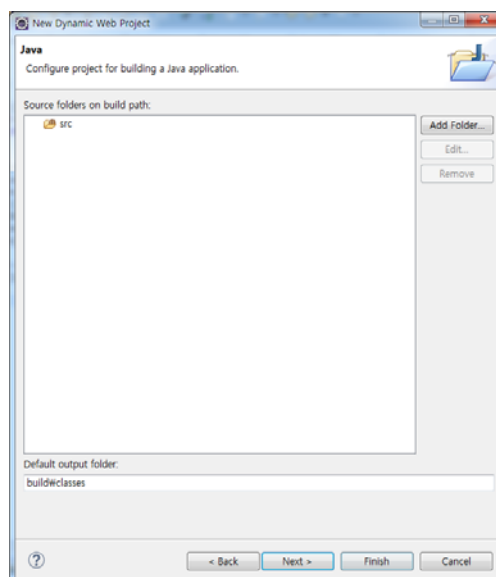 New Dynamic Web Project
Java
Configure project for building a Java application.
Source folders on build path:
src
Add Folder...
Edit...
Remove
Default output folder:
build₩classes
?
< Back
Next >
Finish
Cancel